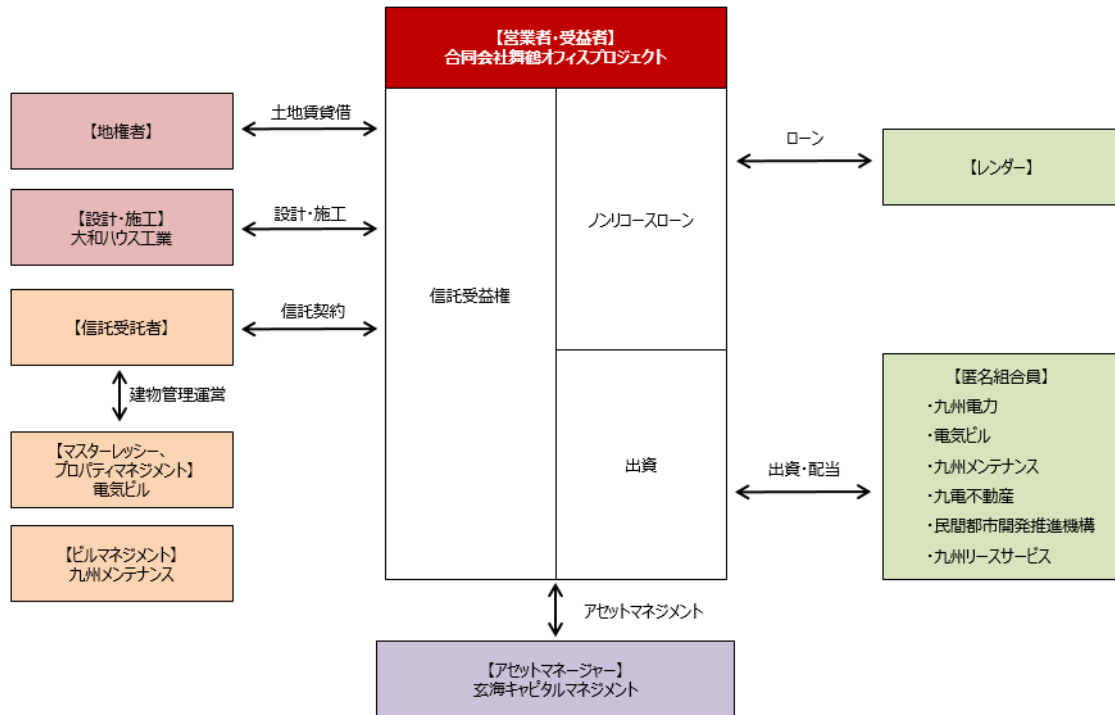 【営業者・受益者】
合同会社舞鶴オフィスプロジェクト
【地権者】
土地賃貸借
【設計・施工】
大和ハウス工業
設計・施工
【信託受託者】
信託契約
建物管理運営
【マスターレッシー、
プロパティマネジメント】
電気ビル
【ビルマネジメント】
九州メンテナンス
信託受益権
ノンリコースローン
出資
ローン
【レンダー】
出資・配当
【匿名組合員】
・九州電力
・電気ビル
・九州メンテナンス
・九電不動産
・民間都市開発推進機構
・九州リースサービス
アセットマネジメント
【アセットマネージャー】
玄海キャピタルマネジメント